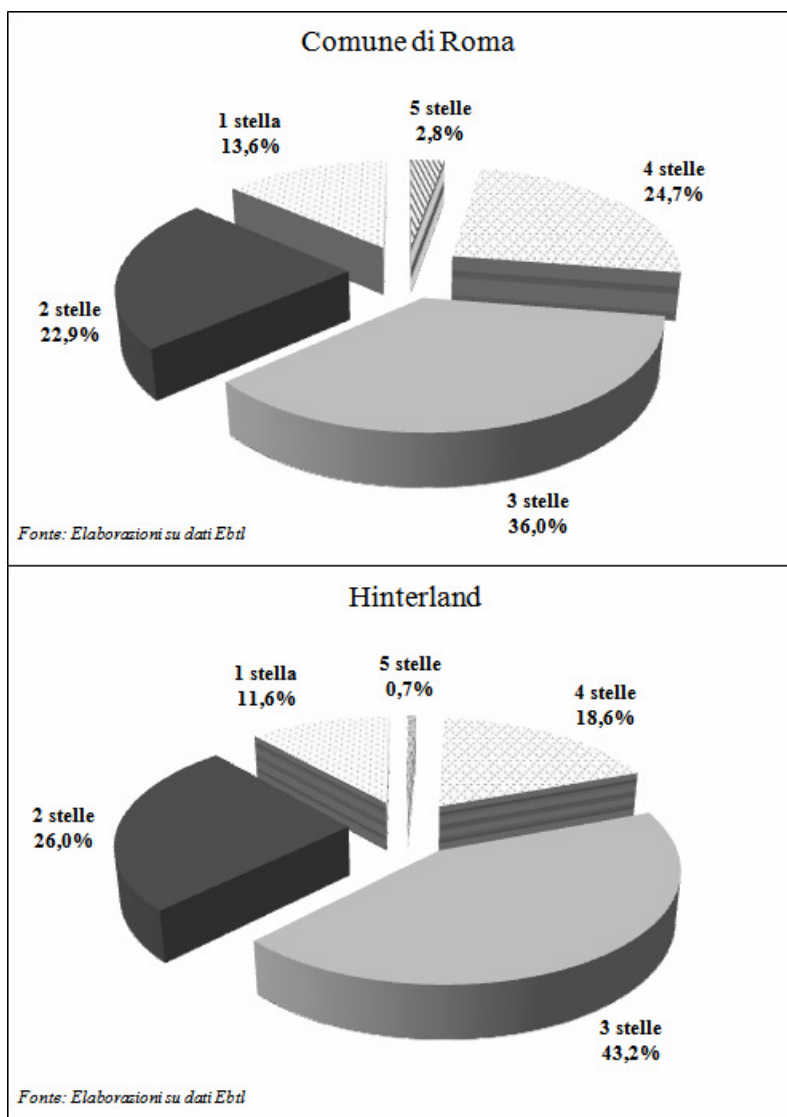 Comune di Roma
5 stelle
2,8%
1 stella
13,6%
4 stelle
24,7%
2 stelle
22,9%
3 stelle
36,0%
Fonte: Elaborazioni su dati Ebtl
Hinterland
5 stelle
0,7%
1 stella
11,6%
4 stelle
18,6%
2 stelle
26,0%
3 stelle
43,2%
Fonte: Elaborazioni su dati Ebtl